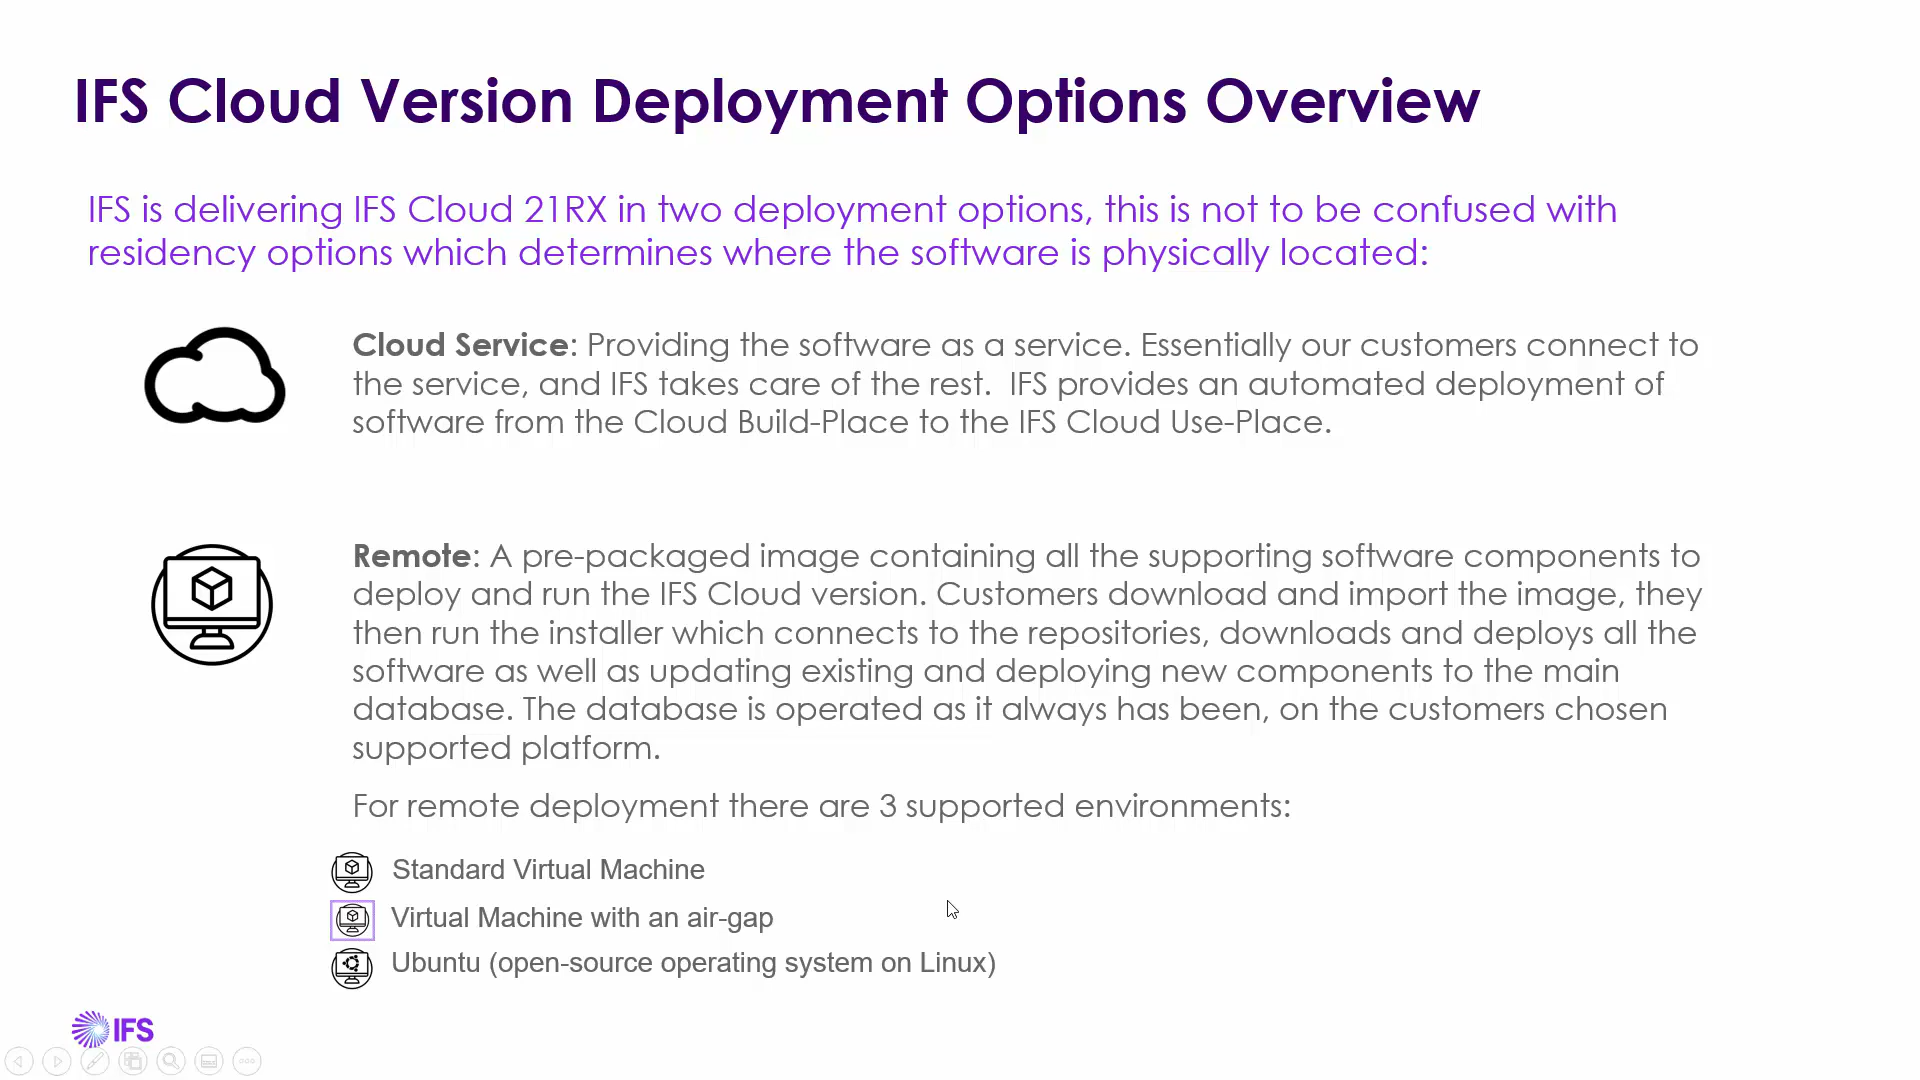 IFS Cloud Version Deployment Options Overview
IFS is delivering IFS Cloud 21RX in two deployment options, this is not to be confused with
residency options which determines where the software is physically located:
Cloud Service: Providing the software as a service. Essentially our customers connect to
the service, and IFS takes care of the rest.  IFS provides an automated deployment of
software from the Cloud Build-Place to the IFS Cloud Use-Place.
Remote: A pre-packaged image containing all the supporting software components to
deploy and run the IFS Cloud version. Customers download and import the image, they
then run the installer which connects to the repositories, downloads and deploys all the
software as well as updating existing and deploying new components to the main
database. The database is operated as it always has been, on the customers chosen
supported platform.
For remote deployment there are 3 supported environments:
Standard Virtual Machine
Virtual Machine with an air-gap
Ubuntu (open-source operating system on Linux)
IFS